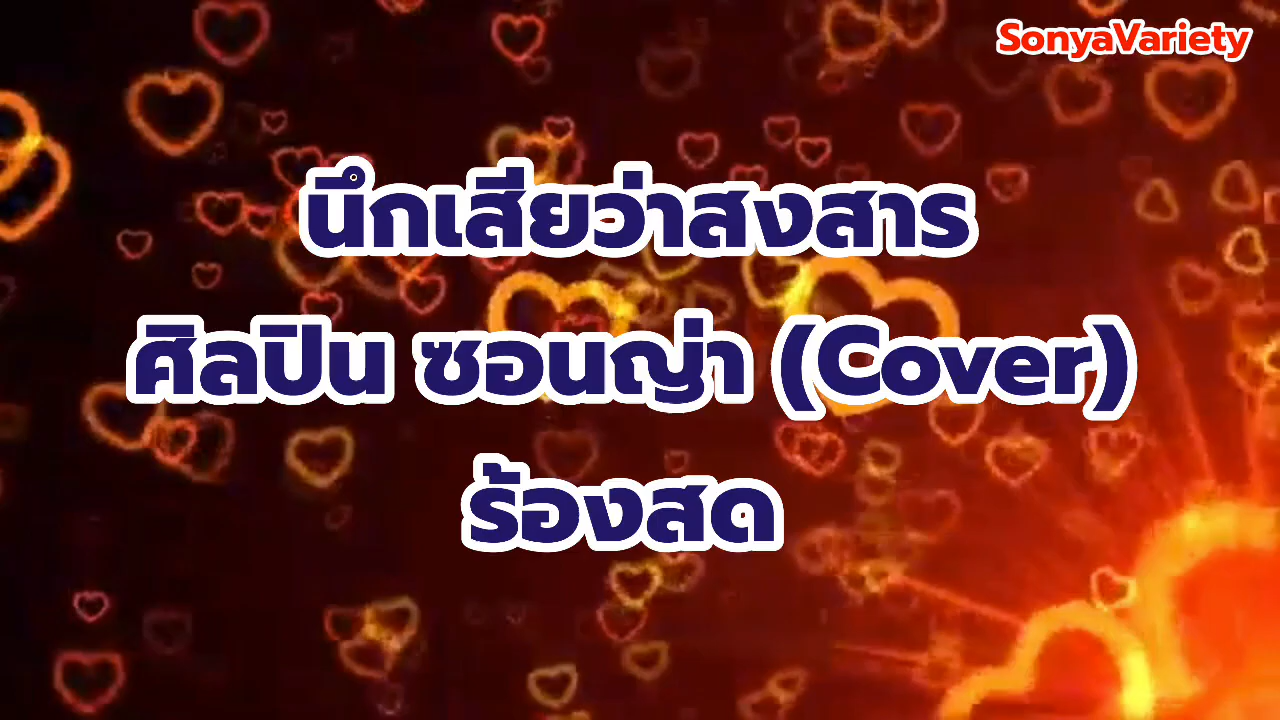 SonyaVariety
นึกเสียว่าสงสาร
ศิลปิน ซอนญ่า (Cover)
ร้องสด